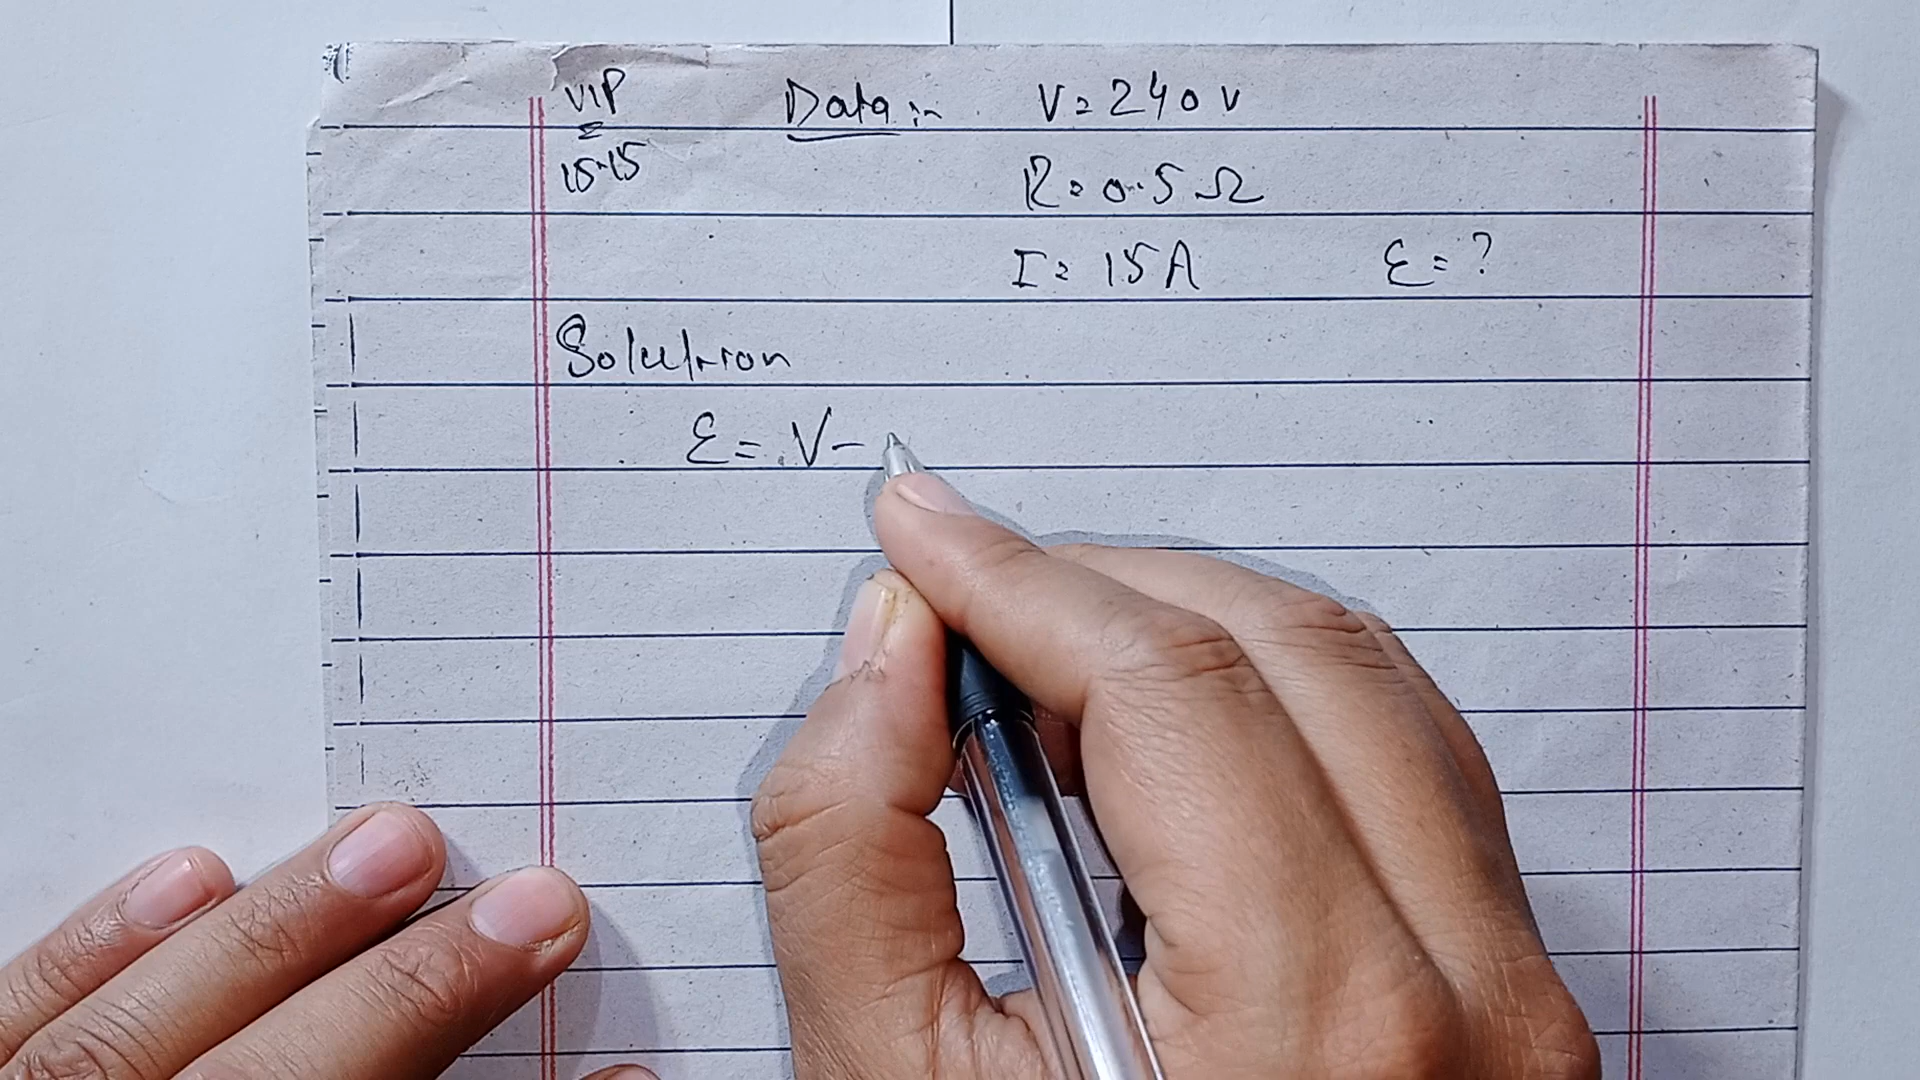 VIP Data:- V = 240 V
15.15 R = 0.5 Ω
I = 15 A ε = ?
Solution
ε = V -